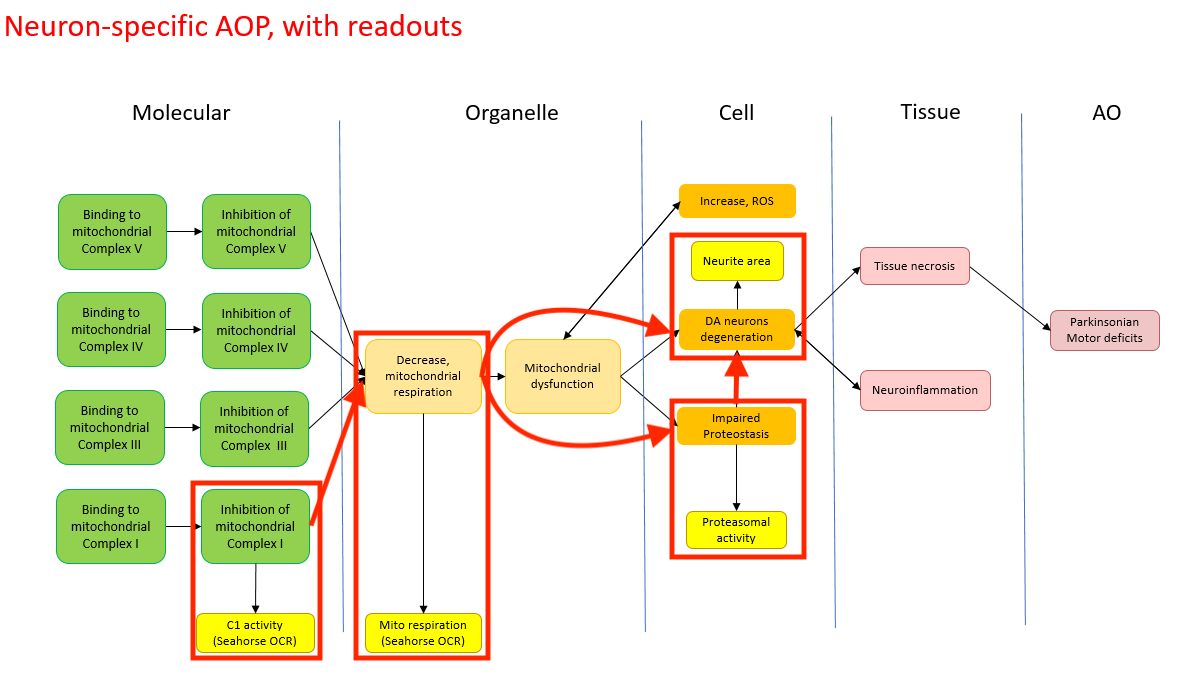 Neuron-specific AOP, with readouts
Molecular
Organelle
Cell
Tissue
AO
Binding to
mitochondrial
Complex V
Inhibition of
mitochondrial
Complex V
Binding to
mitochondrial
Complex IV
Inhibition of
mitochondrial
Complex IV
Binding to
mitochondrial
Complex III
Inhibition of
mitochondrial
Complex  III
Binding to
mitochondrial
Complex I
Inhibition of
mitochondrial
Complex I
C1 activity
(Seahorse OCR)
Decrease,
mitochondrial
respiration
Mito respiration
(Seahorse OCR)
Mitochondrial
dysfunction
Increase, ROS
Neurite area
DA neurons
degeneration
Impaired
Proteostasis
Proteasomal
activity
Tissue necrosis
Neuroinflammation
Parkinsonian
Motor deficits